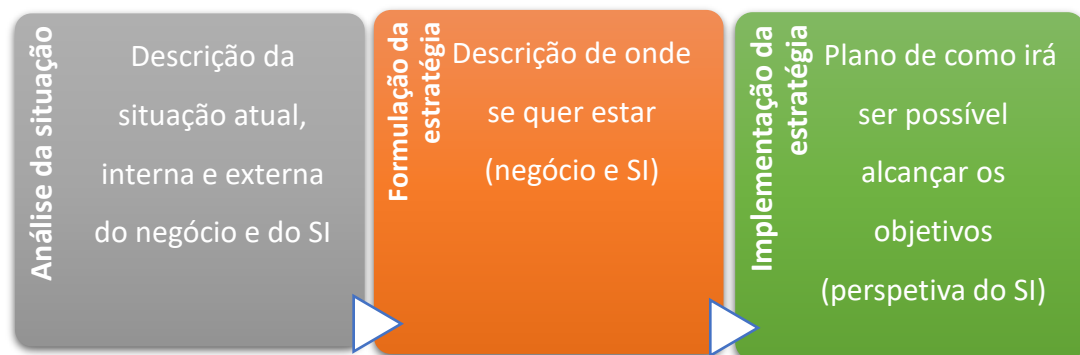 Análise da situação
Descrição da
situação atual,
interna e externa
do negócio e do SI
Formulação da
estratégia
Descrição de onde
se quer estar
(negócio e SI)
Implementação da
estratégia
Plano de como irá
ser possível
alcançar os
objetivos
(perspetiva do SI)